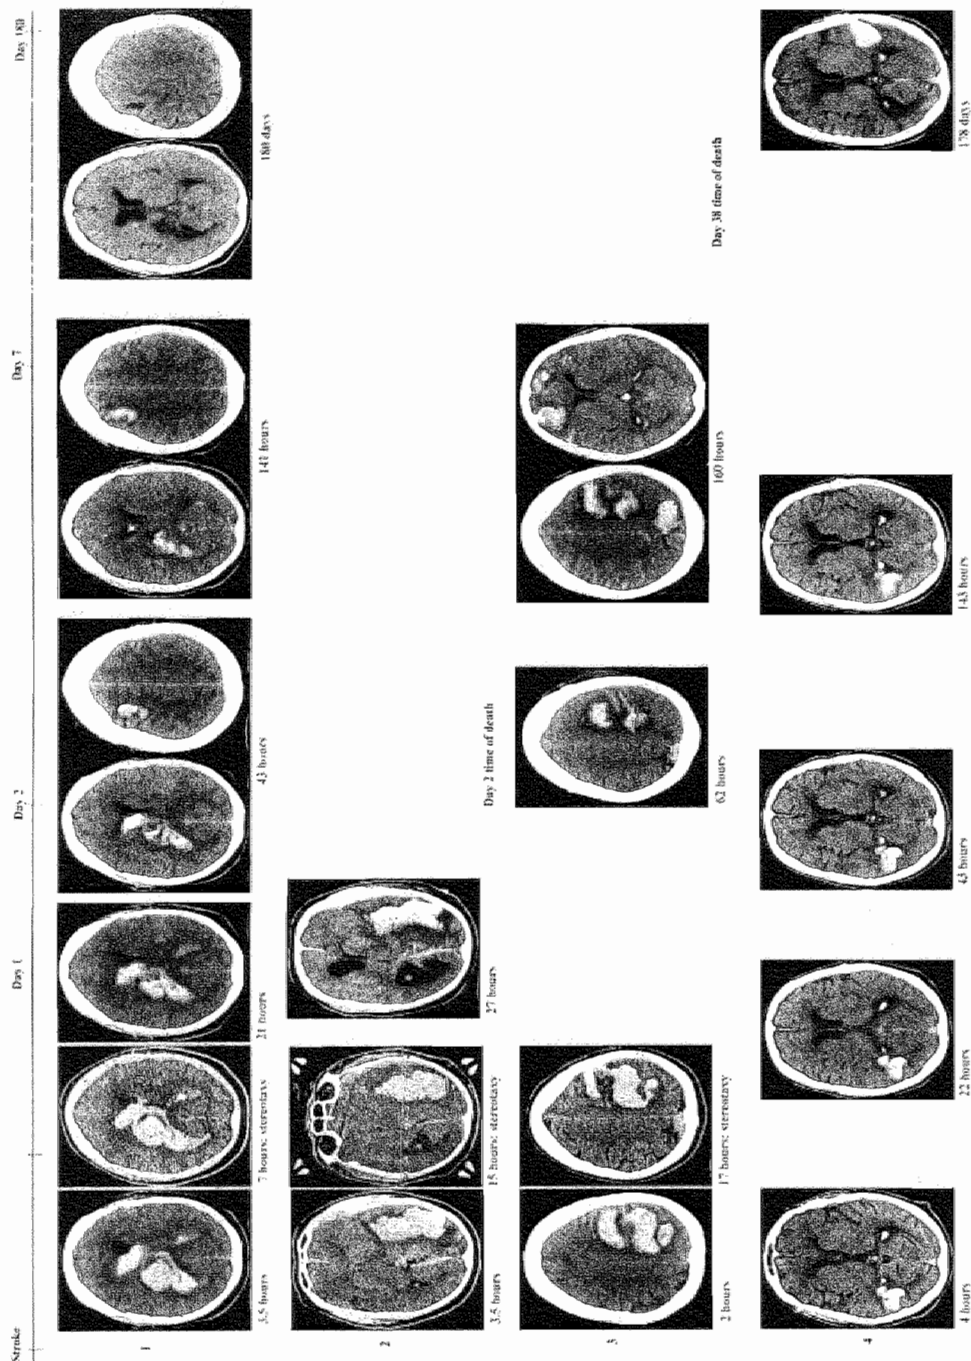 Stroke
Day 1
Day 2
Day 7
Day 180
1
3.5 hours
7 hours: stereotaxy
21 hours
43 hours
141 hours
180 days
2
3.5 hours
15 hours: stereotaxy
27 hours
Day 2 time of death
3
2 hours
17 hours: stereotaxy
62 hours
160 hours
Day 38 time of death
4
4 hours
22 hours
43 hours
143 hours
178 days